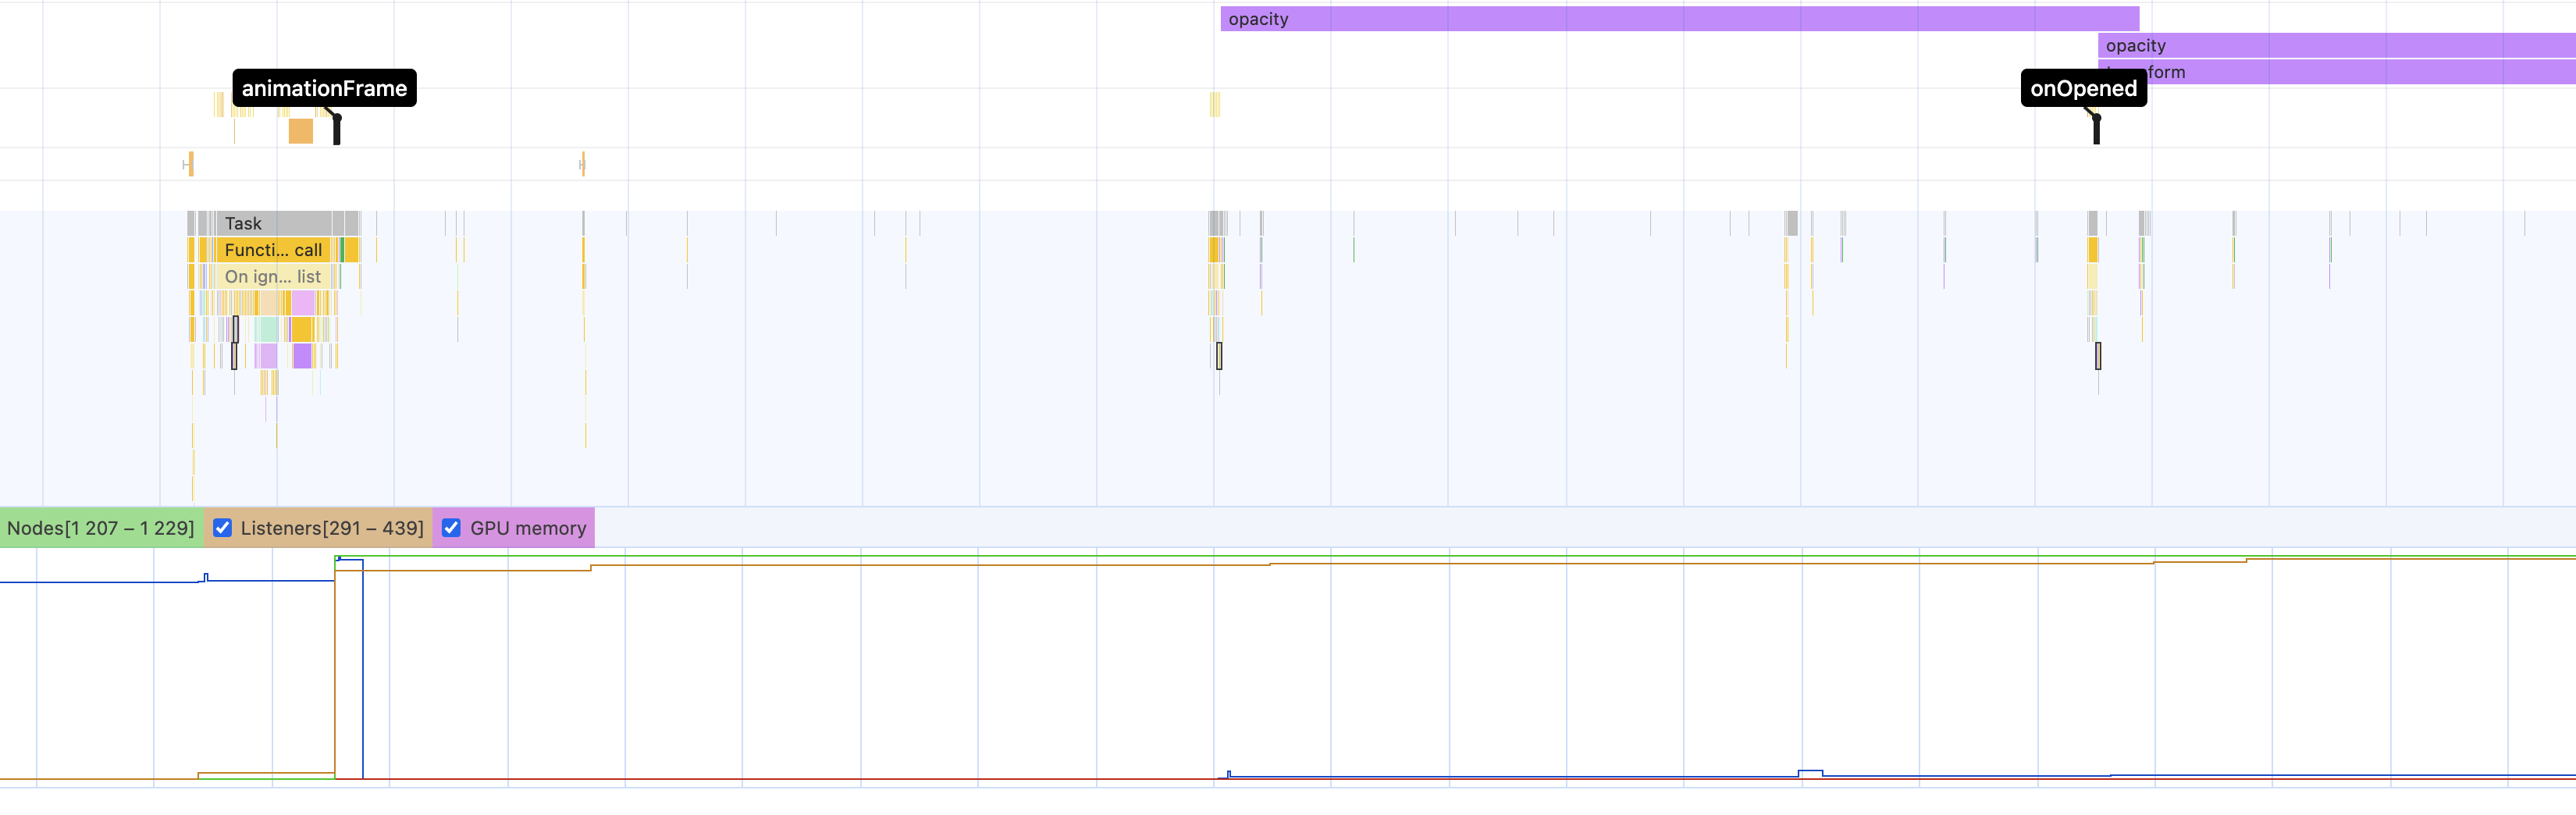 opacity
opacity
form
animationFrame
onOpened
Task
Functi... call
On ign... list
Nodes[1 207 – 1 229]
Listeners[291 – 439]
GPU memory